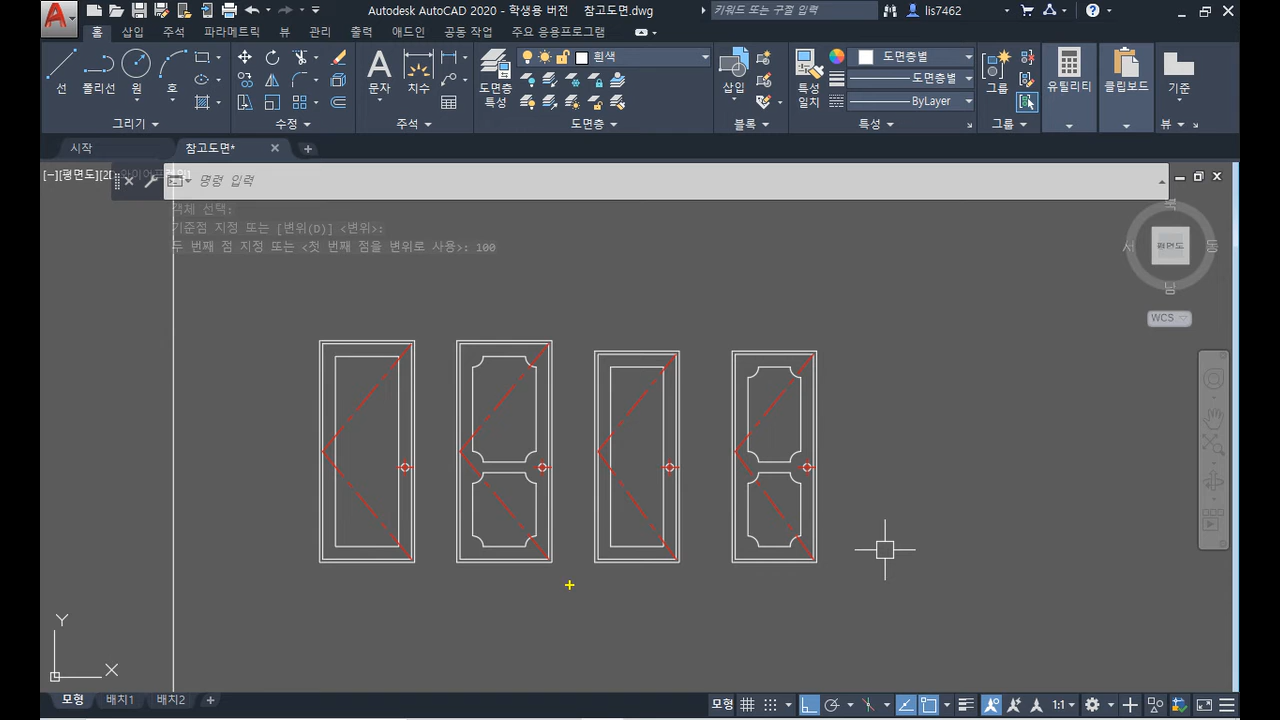 Autodesk AutoCAD 2020 - 학생용 버전 참고도면.dwg
키워드 또는 구절 입력
lis7462
홈 삽입 주석 파라메트릭 뷰 관리 출력 애드인 공동 작업 주요 응용프로그램
선 폴리선 원 호
문자 치수
도면층
특성
흰색
삽입
특성
일치
도면층별
도면층별
ByLayer
그룹
유틸리티
클립보드
기준
그리기 수정 주석 도면층 블록 특성 그룹 뷰
시작 참고도면*
[−][평면도]
명령 입력
객체 선택:
기준점 지정 또는 [변위(D)] <변위>:
두 번째 점 지정 또는 <첫 번째 점을 변위로 사용>: 100
북
서 평면도 동
남
WCS
Y
X
모형 배치1 배치2
모형 1:1